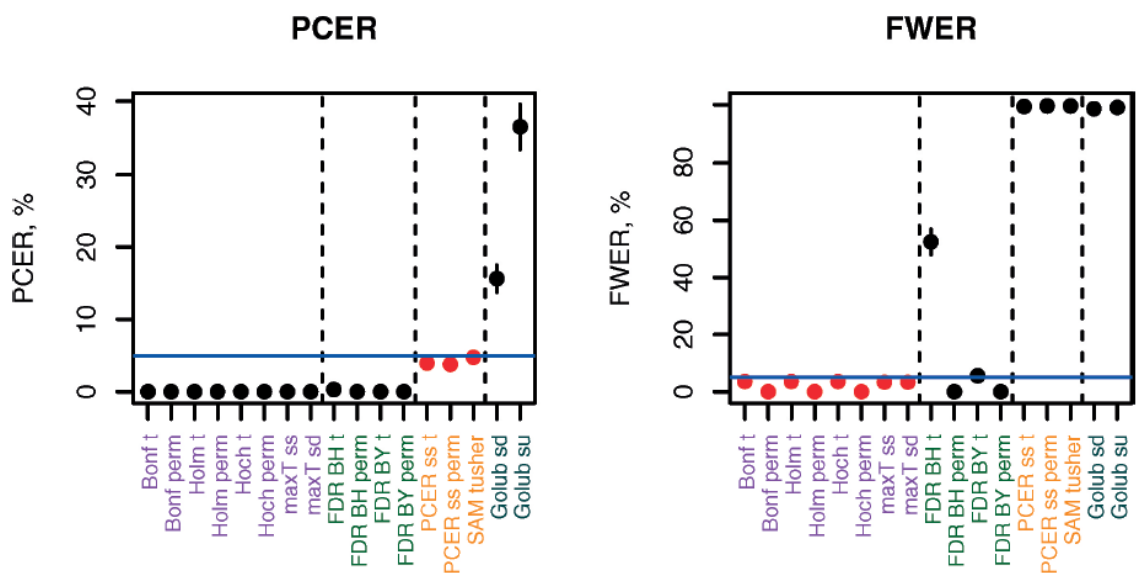 PCER
PCER, %
40
30
20
10
0
Bonf t
Bonf perm
Holm t
Holm perm
Hoch t
Hoch perm
maxT ss
maxT sd
FDR BH t
FDR BH perm
FDR BY t
FDR BY perm
PCER ss t
PCER ss perm
SAM tusher
Golub sd
Golub su
FWER
FWER, %
80
60
40
20
0
Bonf t
Bonf perm
Holm t
Holm perm
Hoch t
Hoch perm
maxT ss
maxT sd
FDR BH t
FDR BH perm
FDR BY t
FDR BY perm
PCER ss t
PCER ss perm
SAM tusher
Golub sd
Golub su